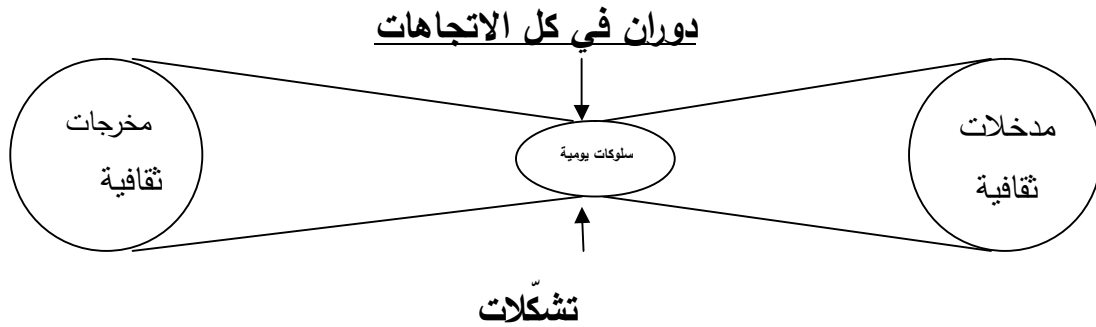 دوران في كل الاتجاهات
مدخلات
ثقافية
سلوكات يومية
مخرجات
ثقافية
تشكّلات